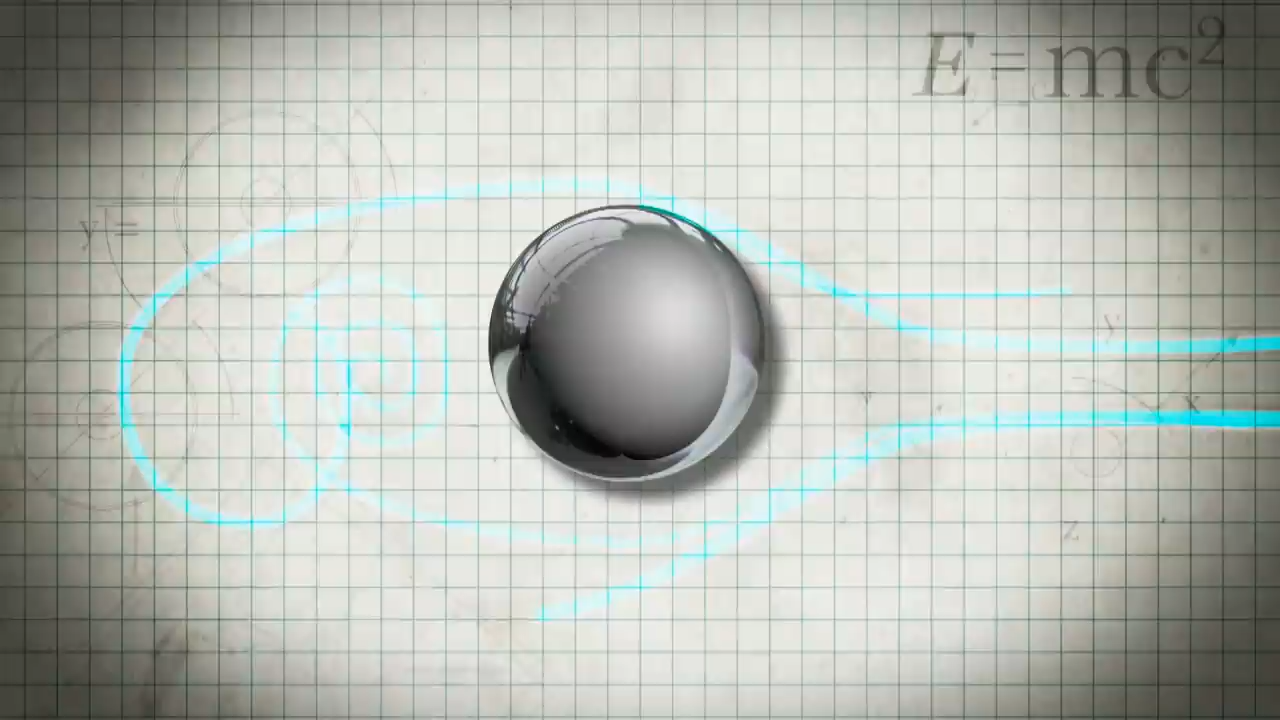 E=mc²
y =
y
x
z